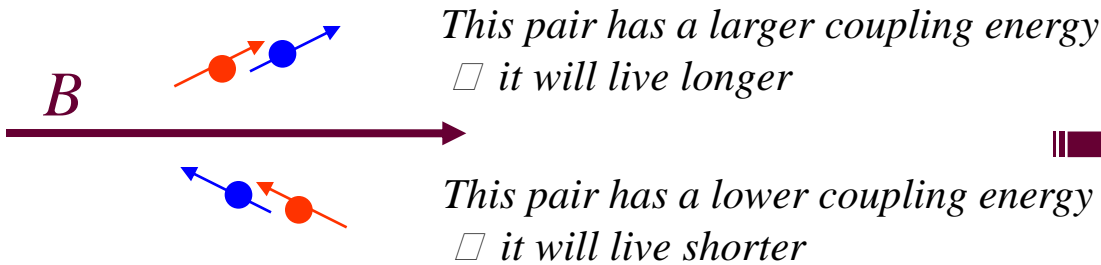 This pair has a larger coupling energy
□ it will live longer
B
This pair has a lower coupling energy
□ it will live shorter